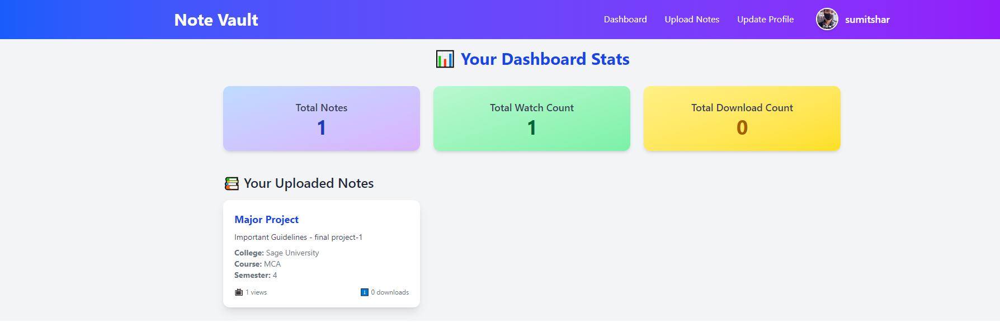 Note Vault
Dashboard
Upload Notes
Update Profile
sumitshar
Your Dashboard Stats
Total Notes
1
Total Watch Count
1
Total Download Count
0
Your Uploaded Notes
Major Project
Important Guidelines - final project-1
College: Sage University
Course: MCA
Semester: 4
1 views
0 downloads